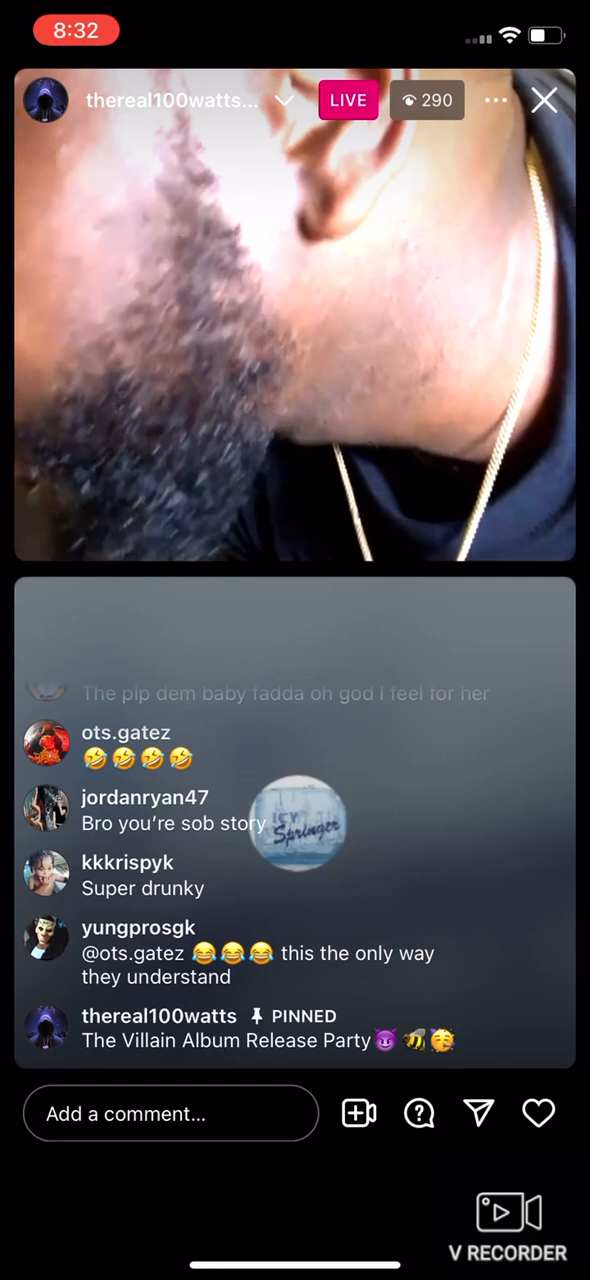 8:32
thereal100watts...
LIVE
290
The pip dem baby fadda oh god I feel for her
ots.gatez
🤣🤣🤣🤣
jordanryan47
Bro you're sob story
ICY
Springer
kkkrispyk
Super drunky
yungprosgk
@ots.gatez 😂😂😂 this the only way
they understand
thereal100watts PINNED
The Villain Album Release Party😈🐝🥳
Add a comment...
V RECORDER